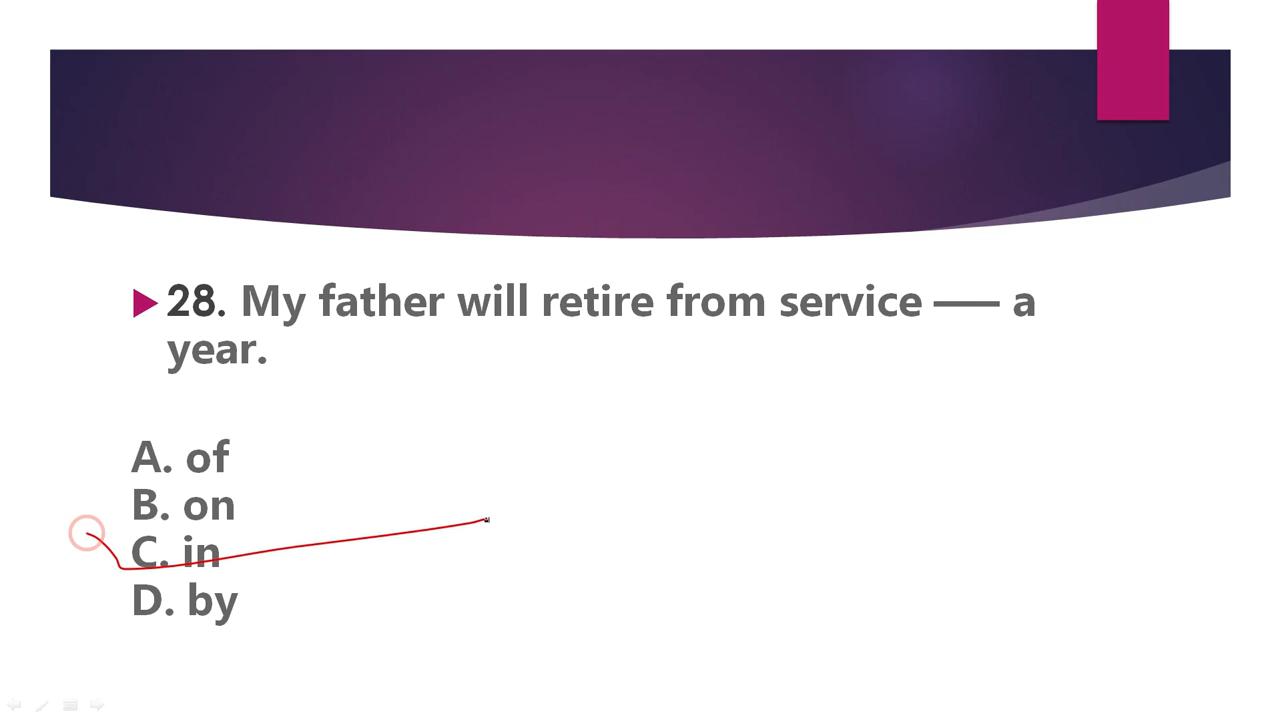 28. My father will retire from service —— a
year.
A. of
B. on
C. in
D. by